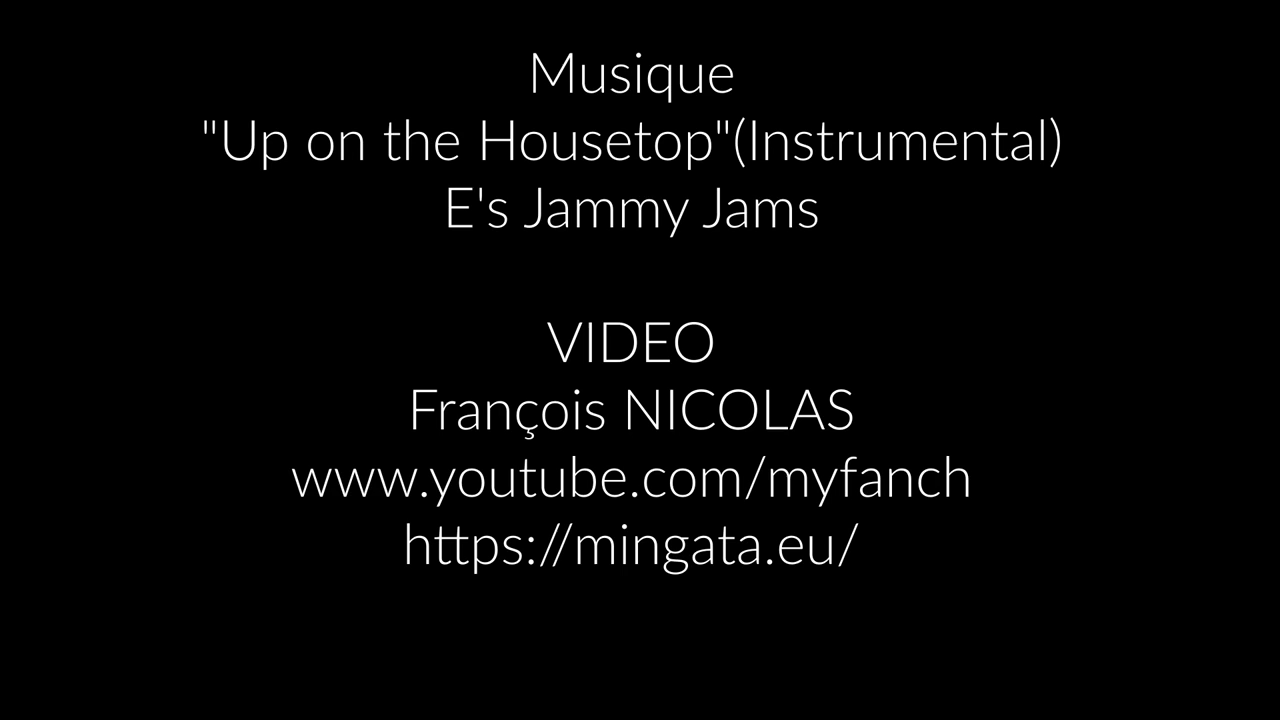 Musique
"Up on the Housetop"(Instrumental)
E's Jammy Jams
VIDEO
François NICOLAS
www.youtube.com/myfanch
https://mingata.eu/